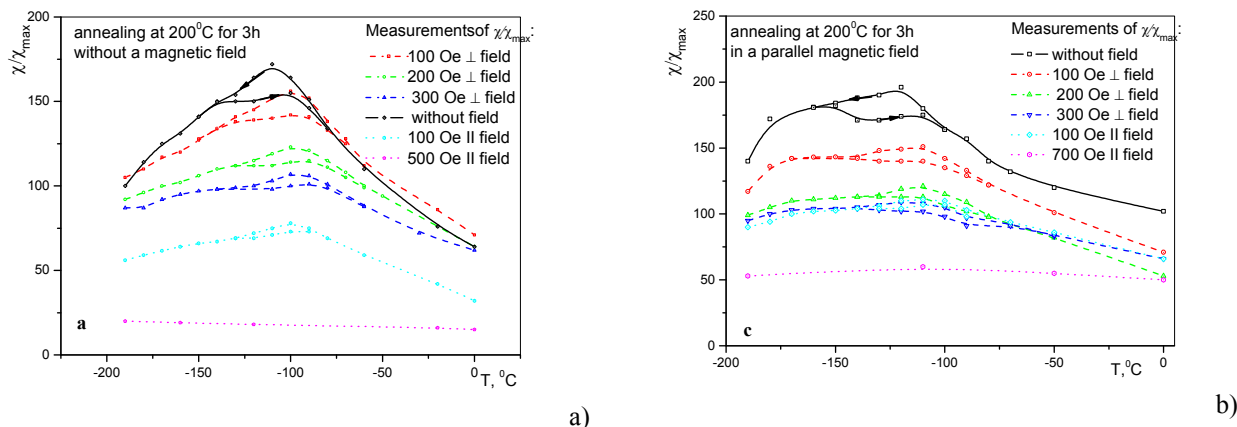 annealing at 200⁰C for 3h
without a magnetic field
Measurementsof χ/χmax:
100 Oe ⊥ field
200 Oe ⊥ field
300 Oe ⊥ field
without field
100 Oe II field
500 Oe II field
χ/χmax
200
150
100
50
0
a
-200
-150
-100
-50
0
T, ⁰C
a)
annealing at 200⁰C for 3h
in a parallel magnetic field
Measurements of χ/χmax:
without field
100 Oe ⊥ field
200 Oe ⊥ field
300 Oe ⊥ field
100 Oe II field
700 Oe II field
χ/χmax
250
200
150
100
50
0
c
-200
-150
-100
-50
0
T, ⁰C
b)